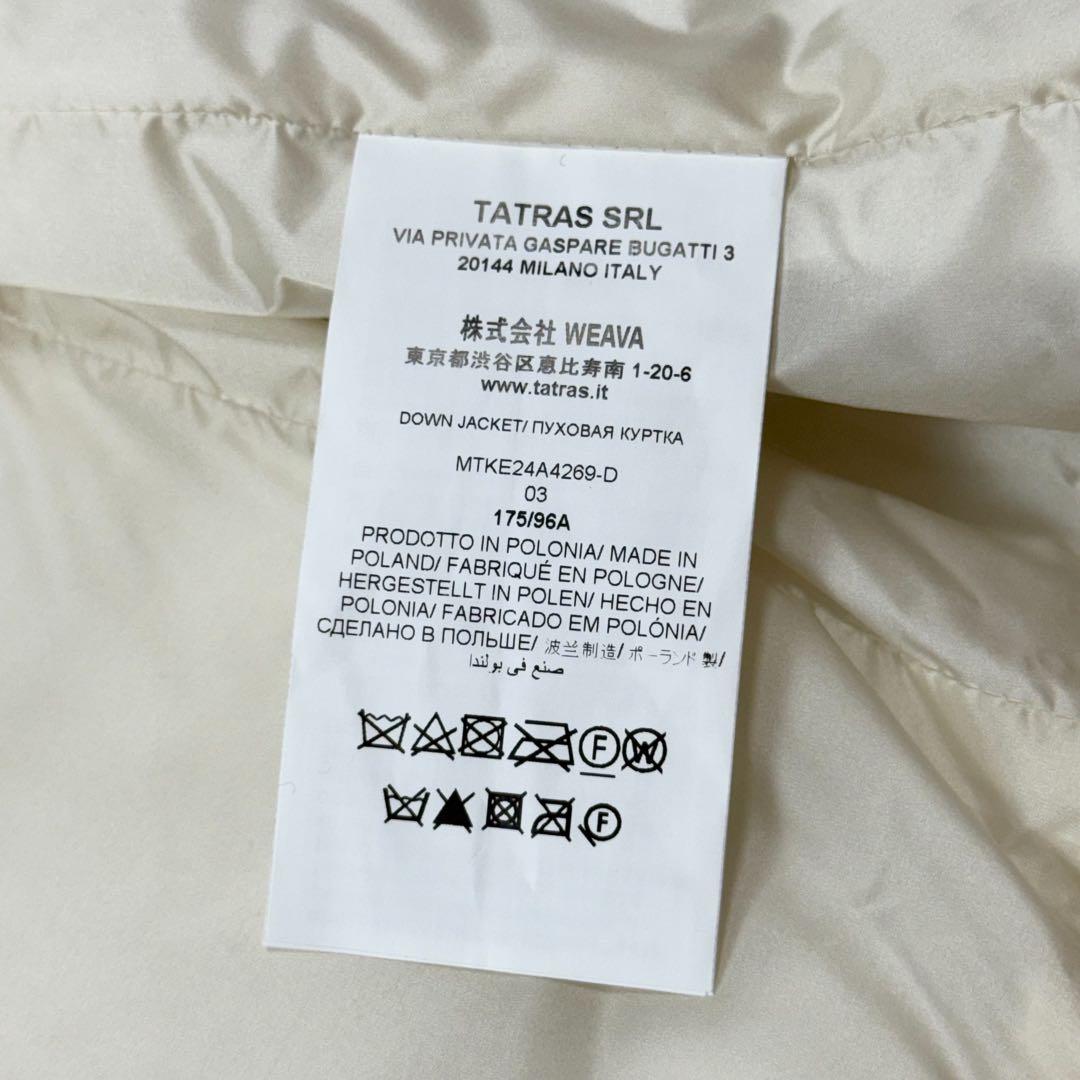 TATRAS SRL
VIA PRIVATA GASPARE BUGATTI 3
20144 MILANO ITALY
株式会社 WEAVA
東京都渋谷区恵比寿南 1-20-6
www.tatras.it
DOWN JACKET/ ПУХОВАЯ КУРТКА
MTKE24A4269-D
03
175/96A
PRODOTTO IN POLONIA/ MADE IN
POLAND/ FABRIQUÉ EN POLOGNE/
HERGESTELLT IN POLEN/ HECHO EN
POLONIA/ FABRICADO EM POLÓNIA/
СДЕЛАНО В ПОЛЬШЕ/ 波兰制造/ ポーランド製/
صنع في بولندا
F W
F